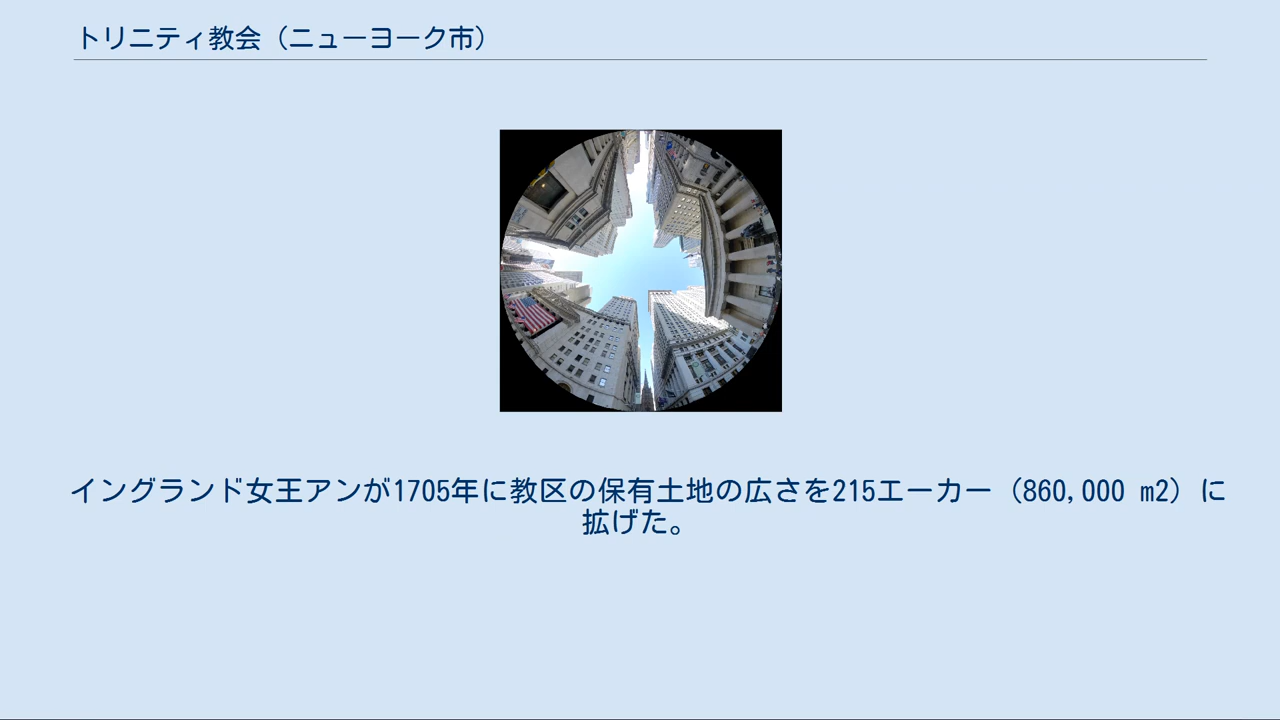 トリニティ教会（ニューヨーク市）
イングランド女王アンが1705年に教区の保有土地の広さを215エーカー（860,000 m2）に
拡げた。